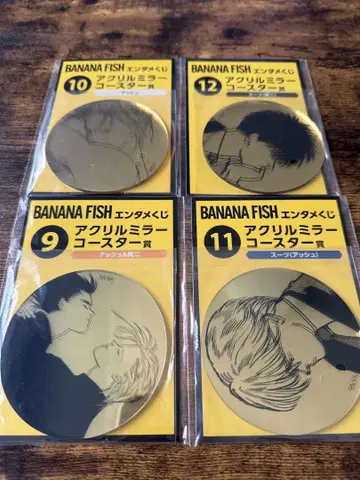 BANANA FISH エンタメくじ
10 アクリルミラー
コースター賞
アッシュ
BANANA FISH エンタメくじ
12 アクリルミラー
コースター賞
BANANA FISH エンタメくじ
9 アクリルミラー
コースター賞
アッシュ&英二
BANANA FISH エンタメくじ
11 アクリルミラー
コースター賞
スーツ(アッシュ)